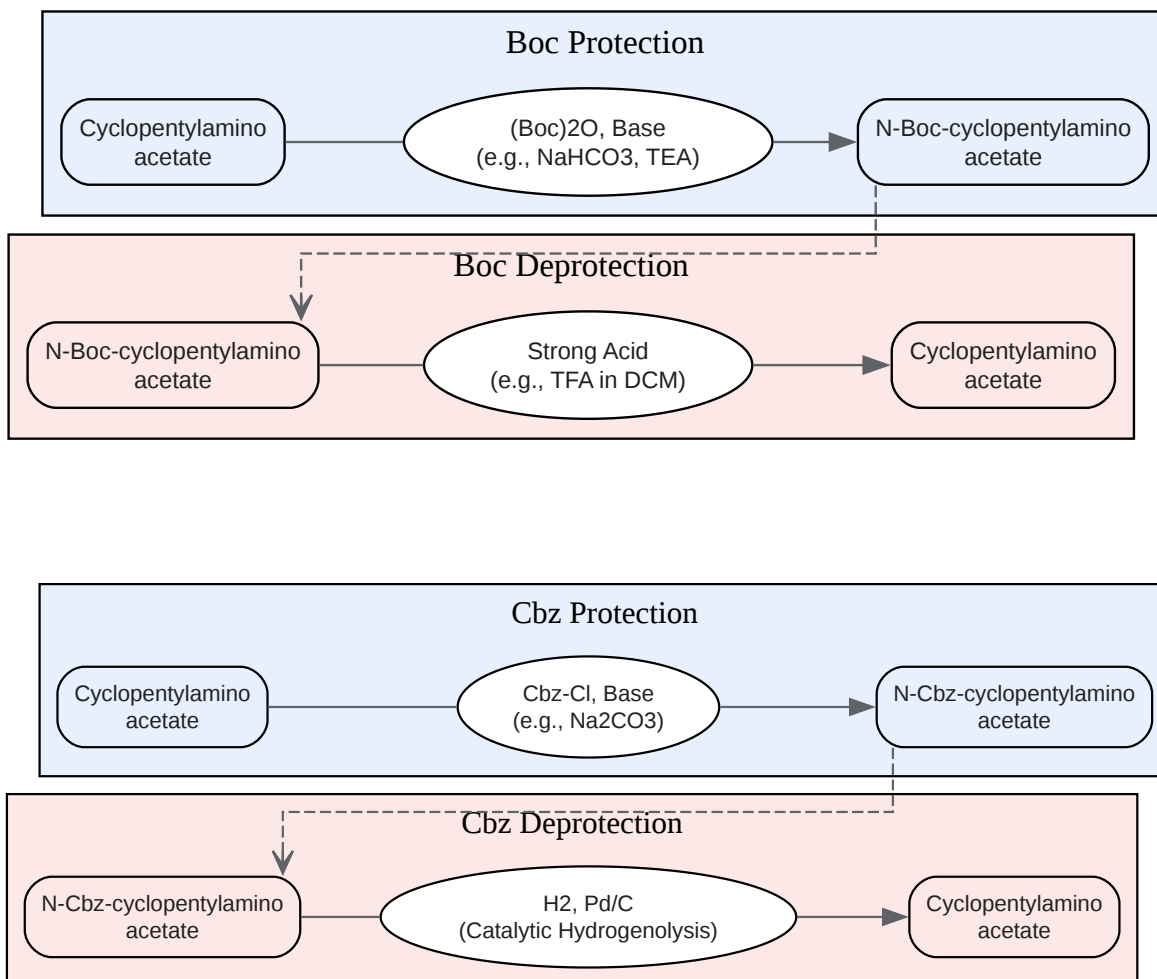 Boc Protection
Cyclopentylamino
acetate
(Boc)2O, Base
(e.g., NaHCO3, TEA)
N-Boc-cyclopentylamino
acetate
Boc Deprotection
N-Boc-cyclopentylamino
acetate
Strong Acid
(e.g., TFA in DCM)
Cyclopentylamino
acetate
Cbz Protection
Cyclopentylamino
acetate
Cbz-Cl, Base
(e.g., Na2CO3)
N-Cbz-cyclopentylamino
acetate
Cbz Deprotection
N-Cbz-cyclopentylamino
acetate
H2, Pd/C
(Catalytic Hydrogenolysis)
Cyclopentylamino
acetate